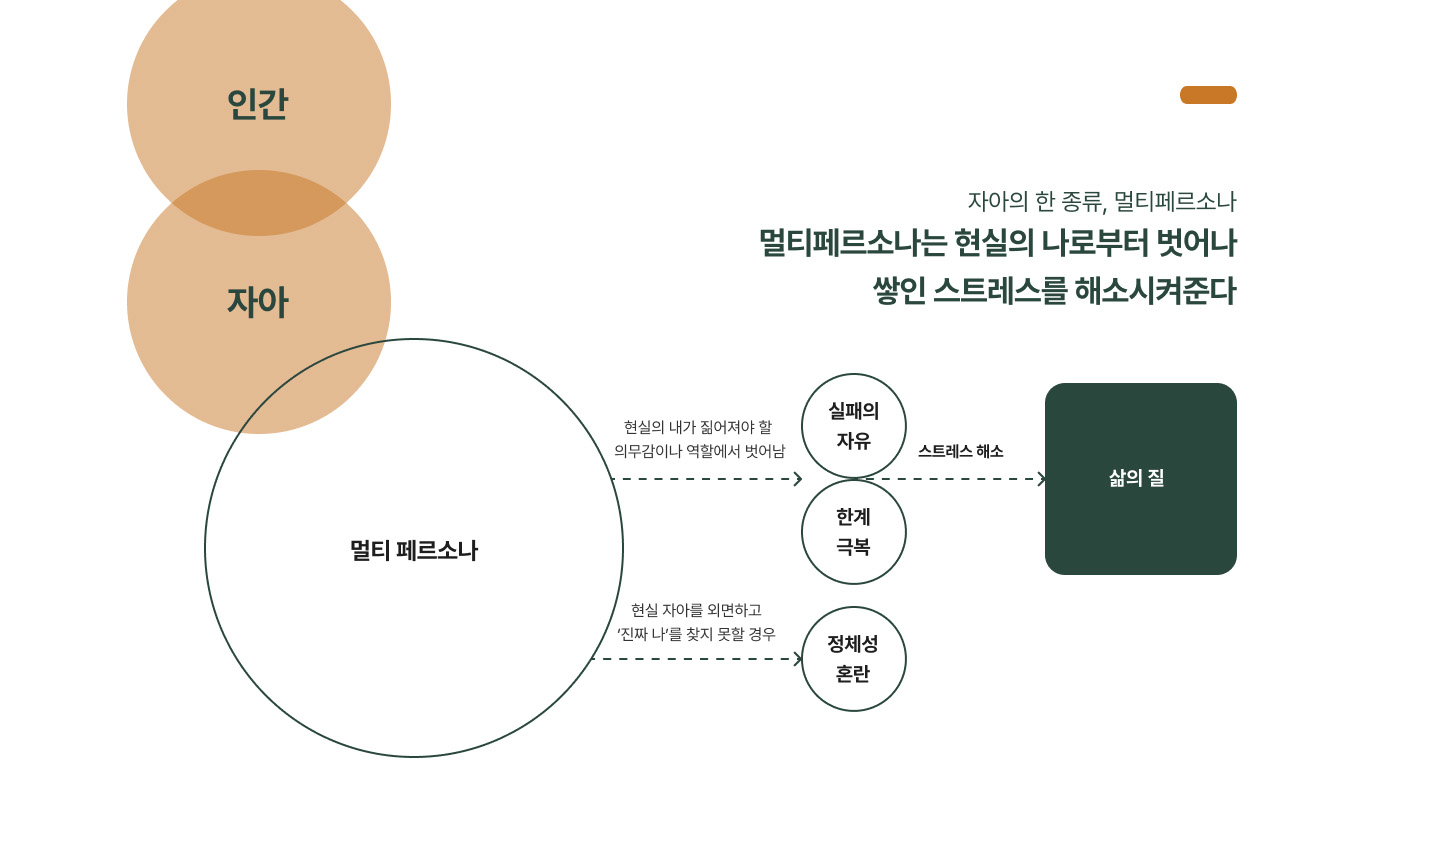 인간
자아
자아의 한 종류, 멀티페르소나
멀티페르소나는 현실의 나로부터 벗어나
쌓인 스트레스를 해소시켜준다
멀티 페르소나
현실의 내가 짊어져야 할
의무감이나 역할에서 벗어남
실패의
자유
한계
극복
스트레스 해소
삶의 질
현실 자아를 외면하고
‘진짜 나’를 찾지 못할 경우
정체성
혼란